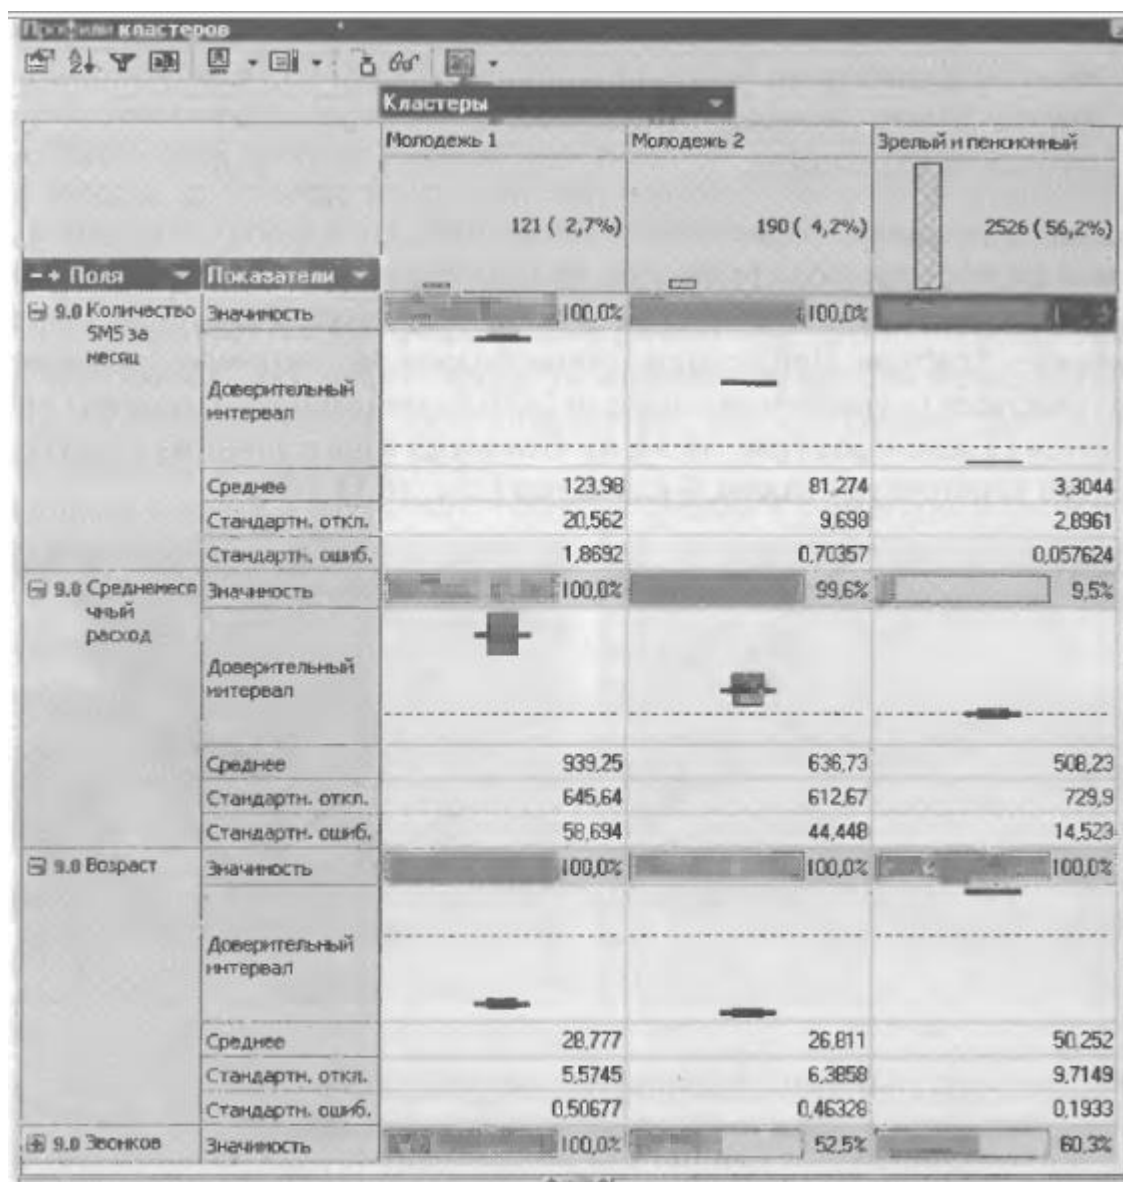 Профили кластеров
Кластеры
Молодежь 1 Молодежь 2 Зрелый и пенсионный
121 ( 2,7%) 190 ( 4,2%) 2526 ( 56,2%)
Поля Показатели
9.0 Количество SMS за месяц
Значимость 100,0% 100,0%
Доверительный интервал
Среднее 123,98 81,274 3,3044
Стандартн. откл. 20,562 9,698 2,8961
Стандартн. ошиб. 1,8692 0,70357 0,057624
9.0 Среднемеся
чный
расход
Значимость 100,0% 99,6% 9,5%
Доверительный интервал
Среднее 939,25 636,73 508,23
Стандартн. откл. 645,64 612,67 729,9
Стандартн. ошиб. 58,694 44,448 14,523
9.0 Возраст
Значимость 100,0% 100,0% 100,0%
Доверительный интервал
Среднее 28,777 26,811 50,252
Стандартн. откл. 5,5745 6,3858 9,7149
Стандартн. ошиб. 0,50677 0,46328 0,1933
9.0 Звонков
Значимость 100,0% 52,5% 60,3%